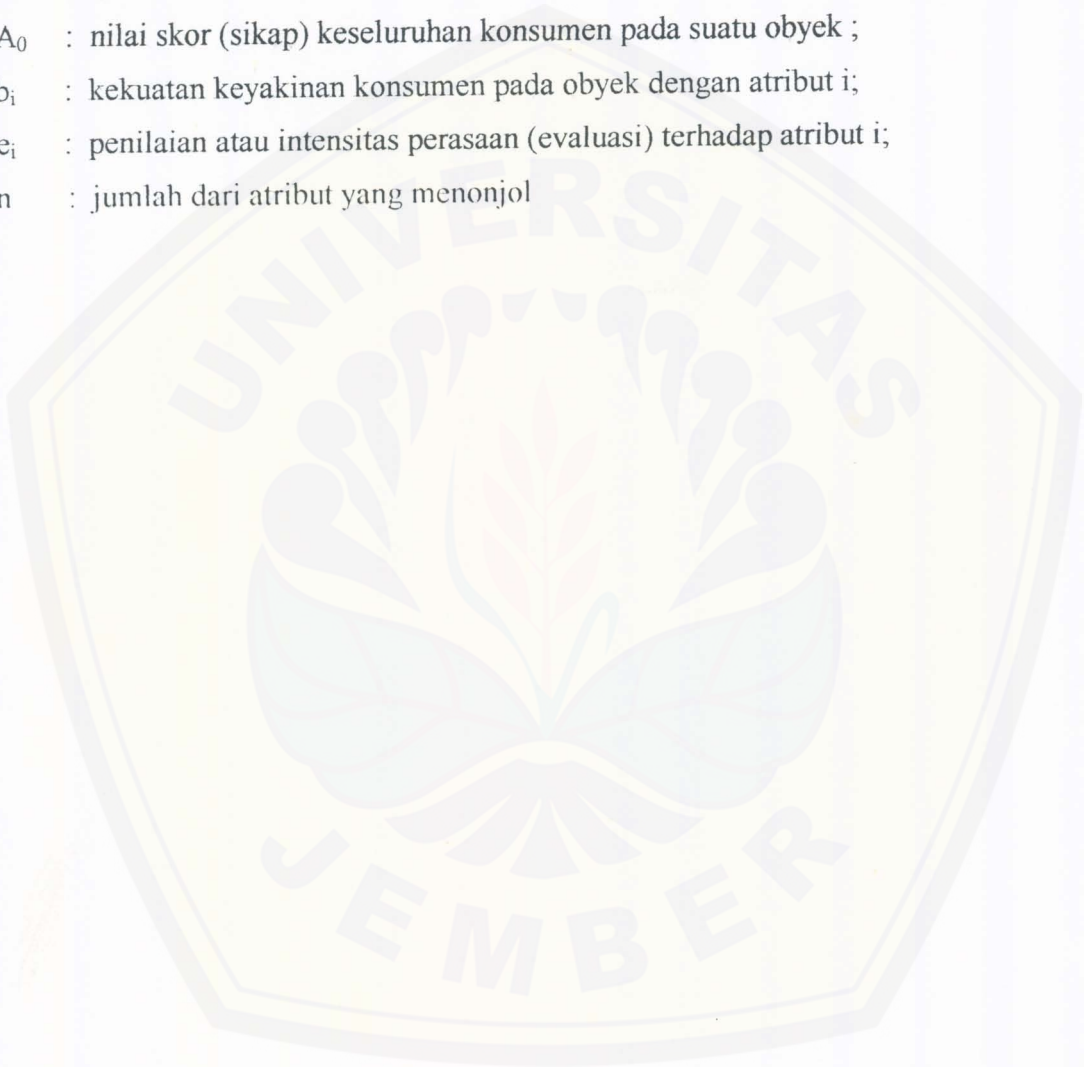 A₀ : nilai skor (sikap) keseluruhan konsumen pada suatu obyek ;
bᵢ : kekuatan keyakinan konsumen pada obyek dengan atribut i;
eᵢ : penilaian atau intensitas perasaan (evaluasi) terhadap atribut i;
n : jumlah dari atribut yang menonjol
UNIVERSITAS
JEMBER